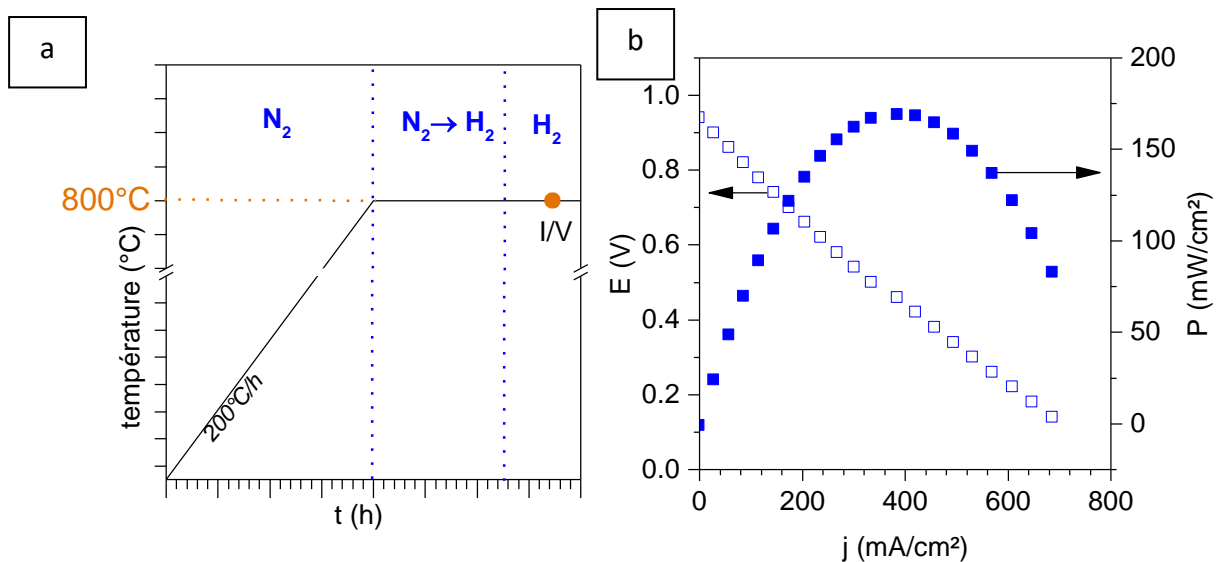 a
N₂
N₂→ H₂
H₂
800°C
I/V
200°C/h
température (°C)
t (h)
b
200
150
100
50
0
1.0
0.8
0.6
0.4
0.2
0.0
E (V)
P (mW/cm²)
0
200
400
600
800
j (mA/cm²)